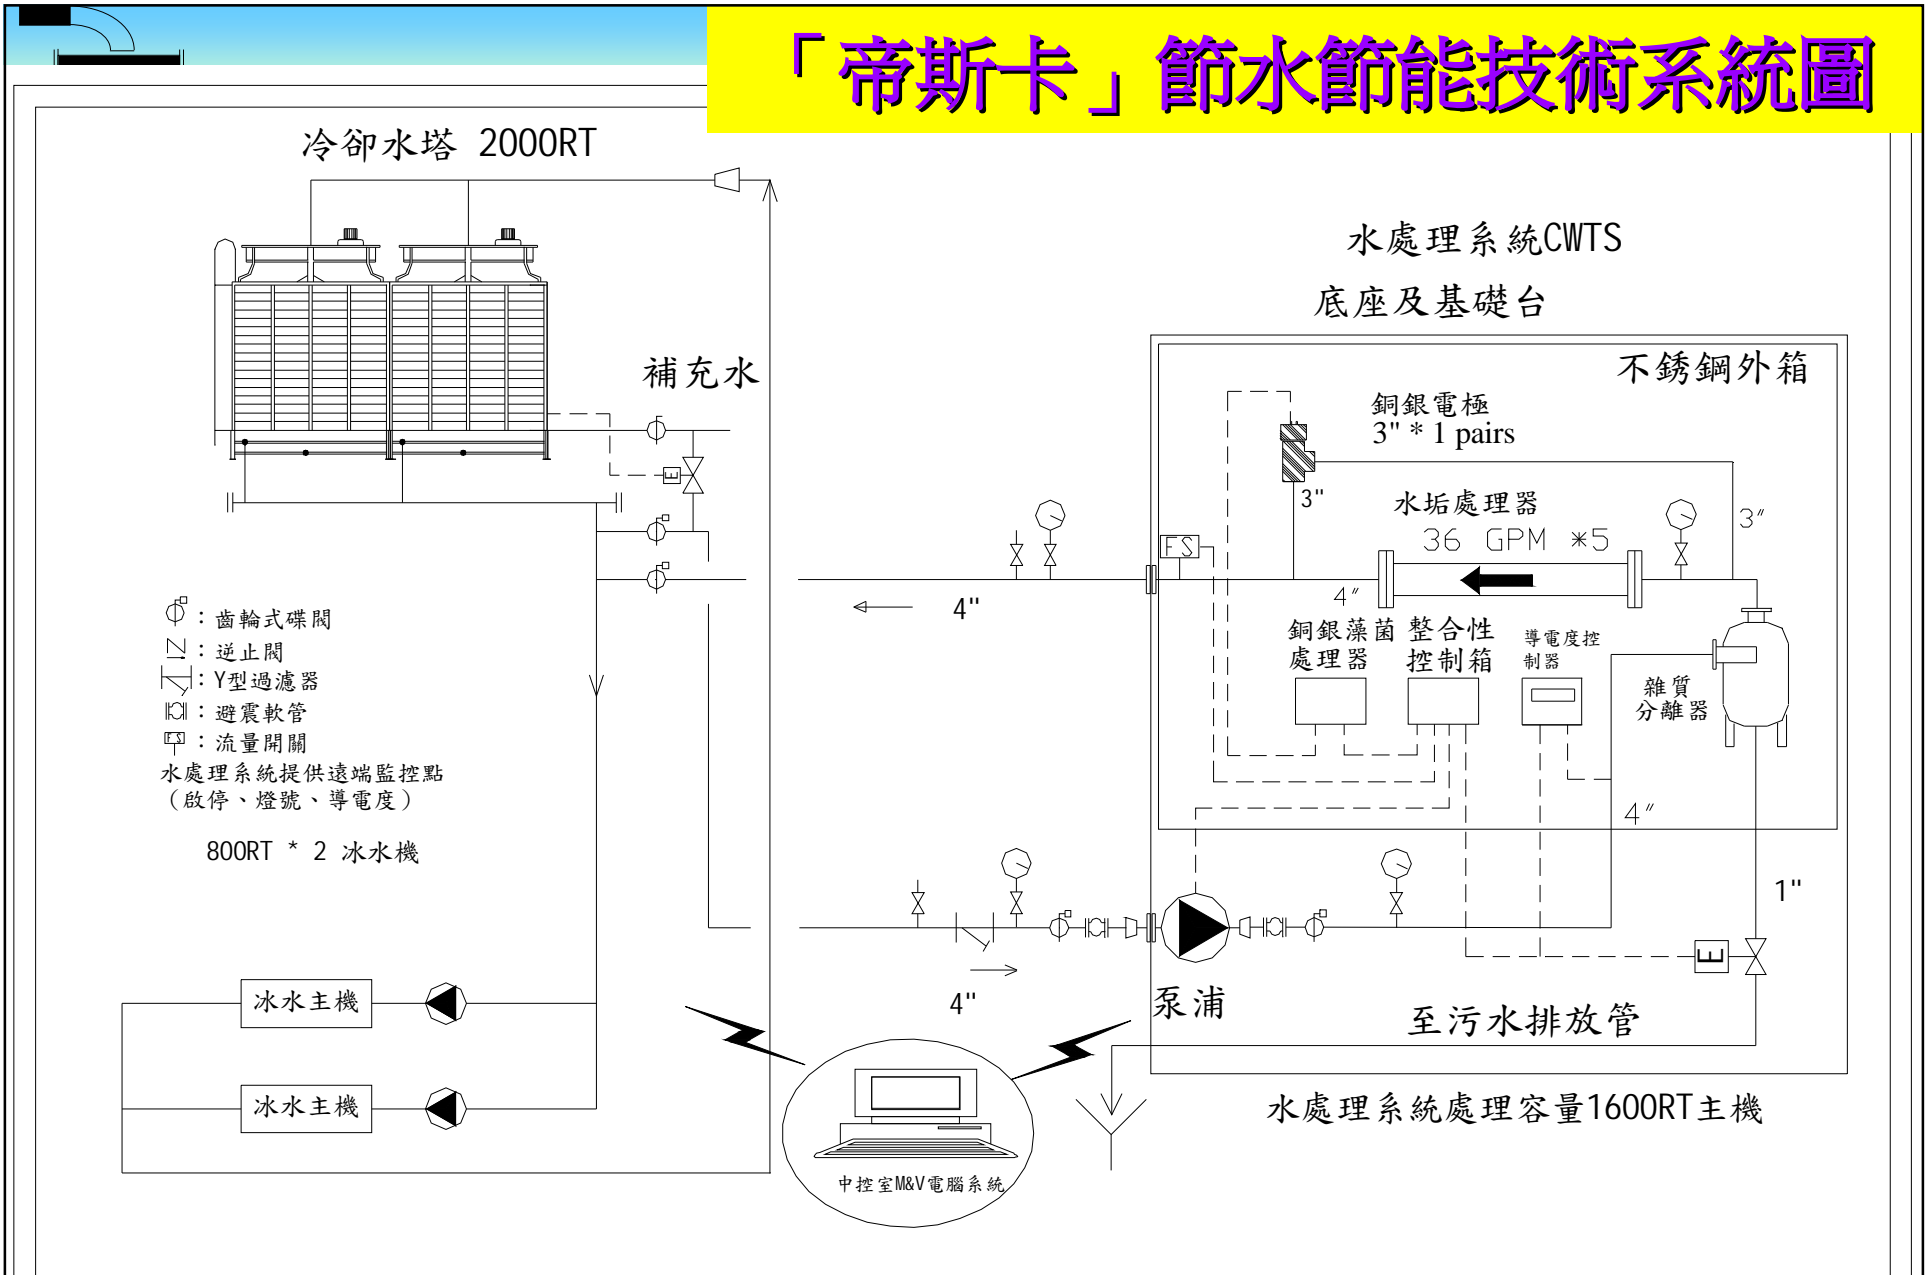 「帝斯卡」節水節能技術系統圖
冷卻水塔 2000RT
水處理系統CWTS
底座及基礎台
不銹鋼外箱
補充水
銅銀電極
3" * 1 pairs
3"
水垢處理器
36 GPM *5
3"
FS
4"
4"
銅銀藻菌
處理器
整合性
控制箱
導電度控
制器
雜質
分離器
：齒輪式碟閥
：逆止閥
：Y型過濾器
：避震軟管
FS：流量開關
水處理系統提供遠端監控點
（啟停、燈號、導電度）
800RT * 2 冰水機
E
4"
1"
E
4"
泵浦
至污水排放管
冰水主機
冰水主機
水處理系統處理容量1600RT主機
中控室M&V電腦系統